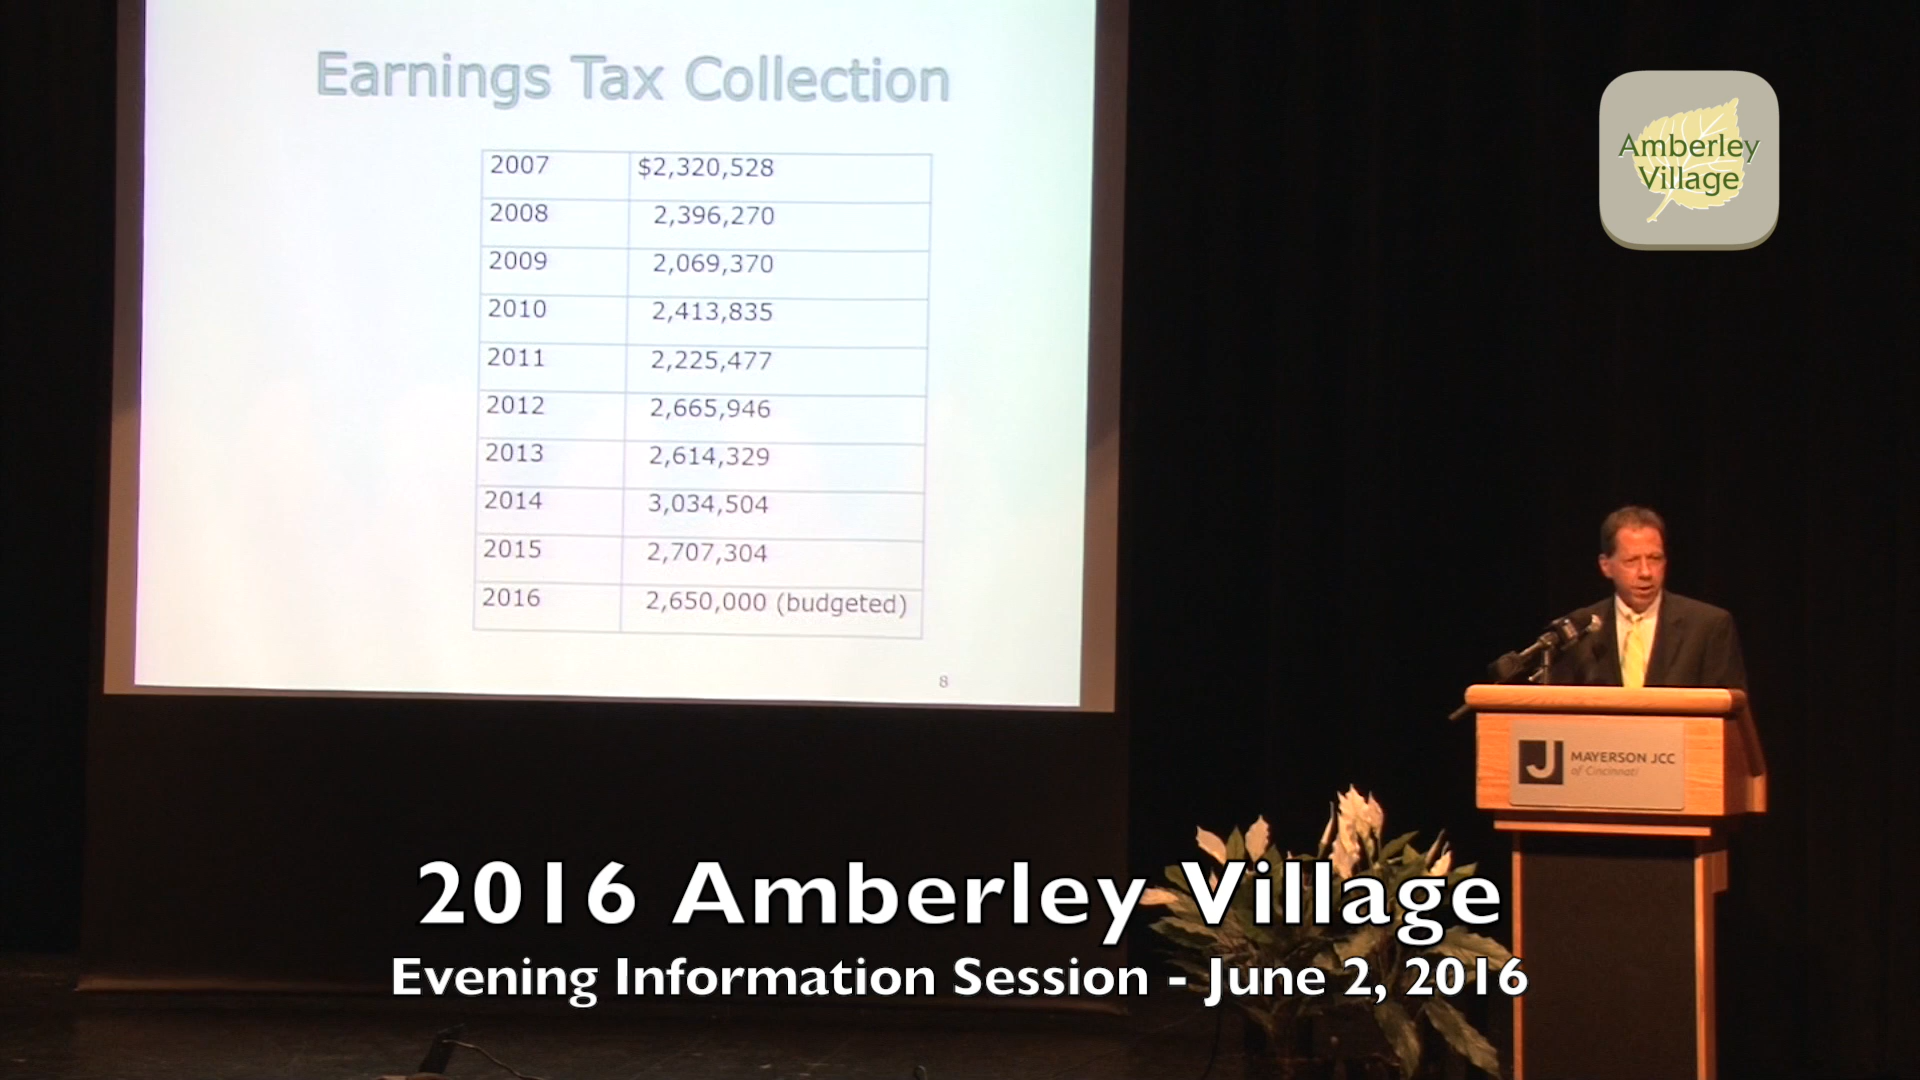 Earnings Tax Collection
2007 $2,320,528
2008 2,396,270
2009 2,069,370
2010 2,413,835
2011 2,225,477
2012 2,665,946
2013 2,614,329
2014 3,034,504
2015 2,707,304
2016 2,650,000 (budgeted)
8
Amberley
Village
J MAYERSON JCC
of Cincinnati
2016 Amberley Village
Evening Information Session - June 2, 2016